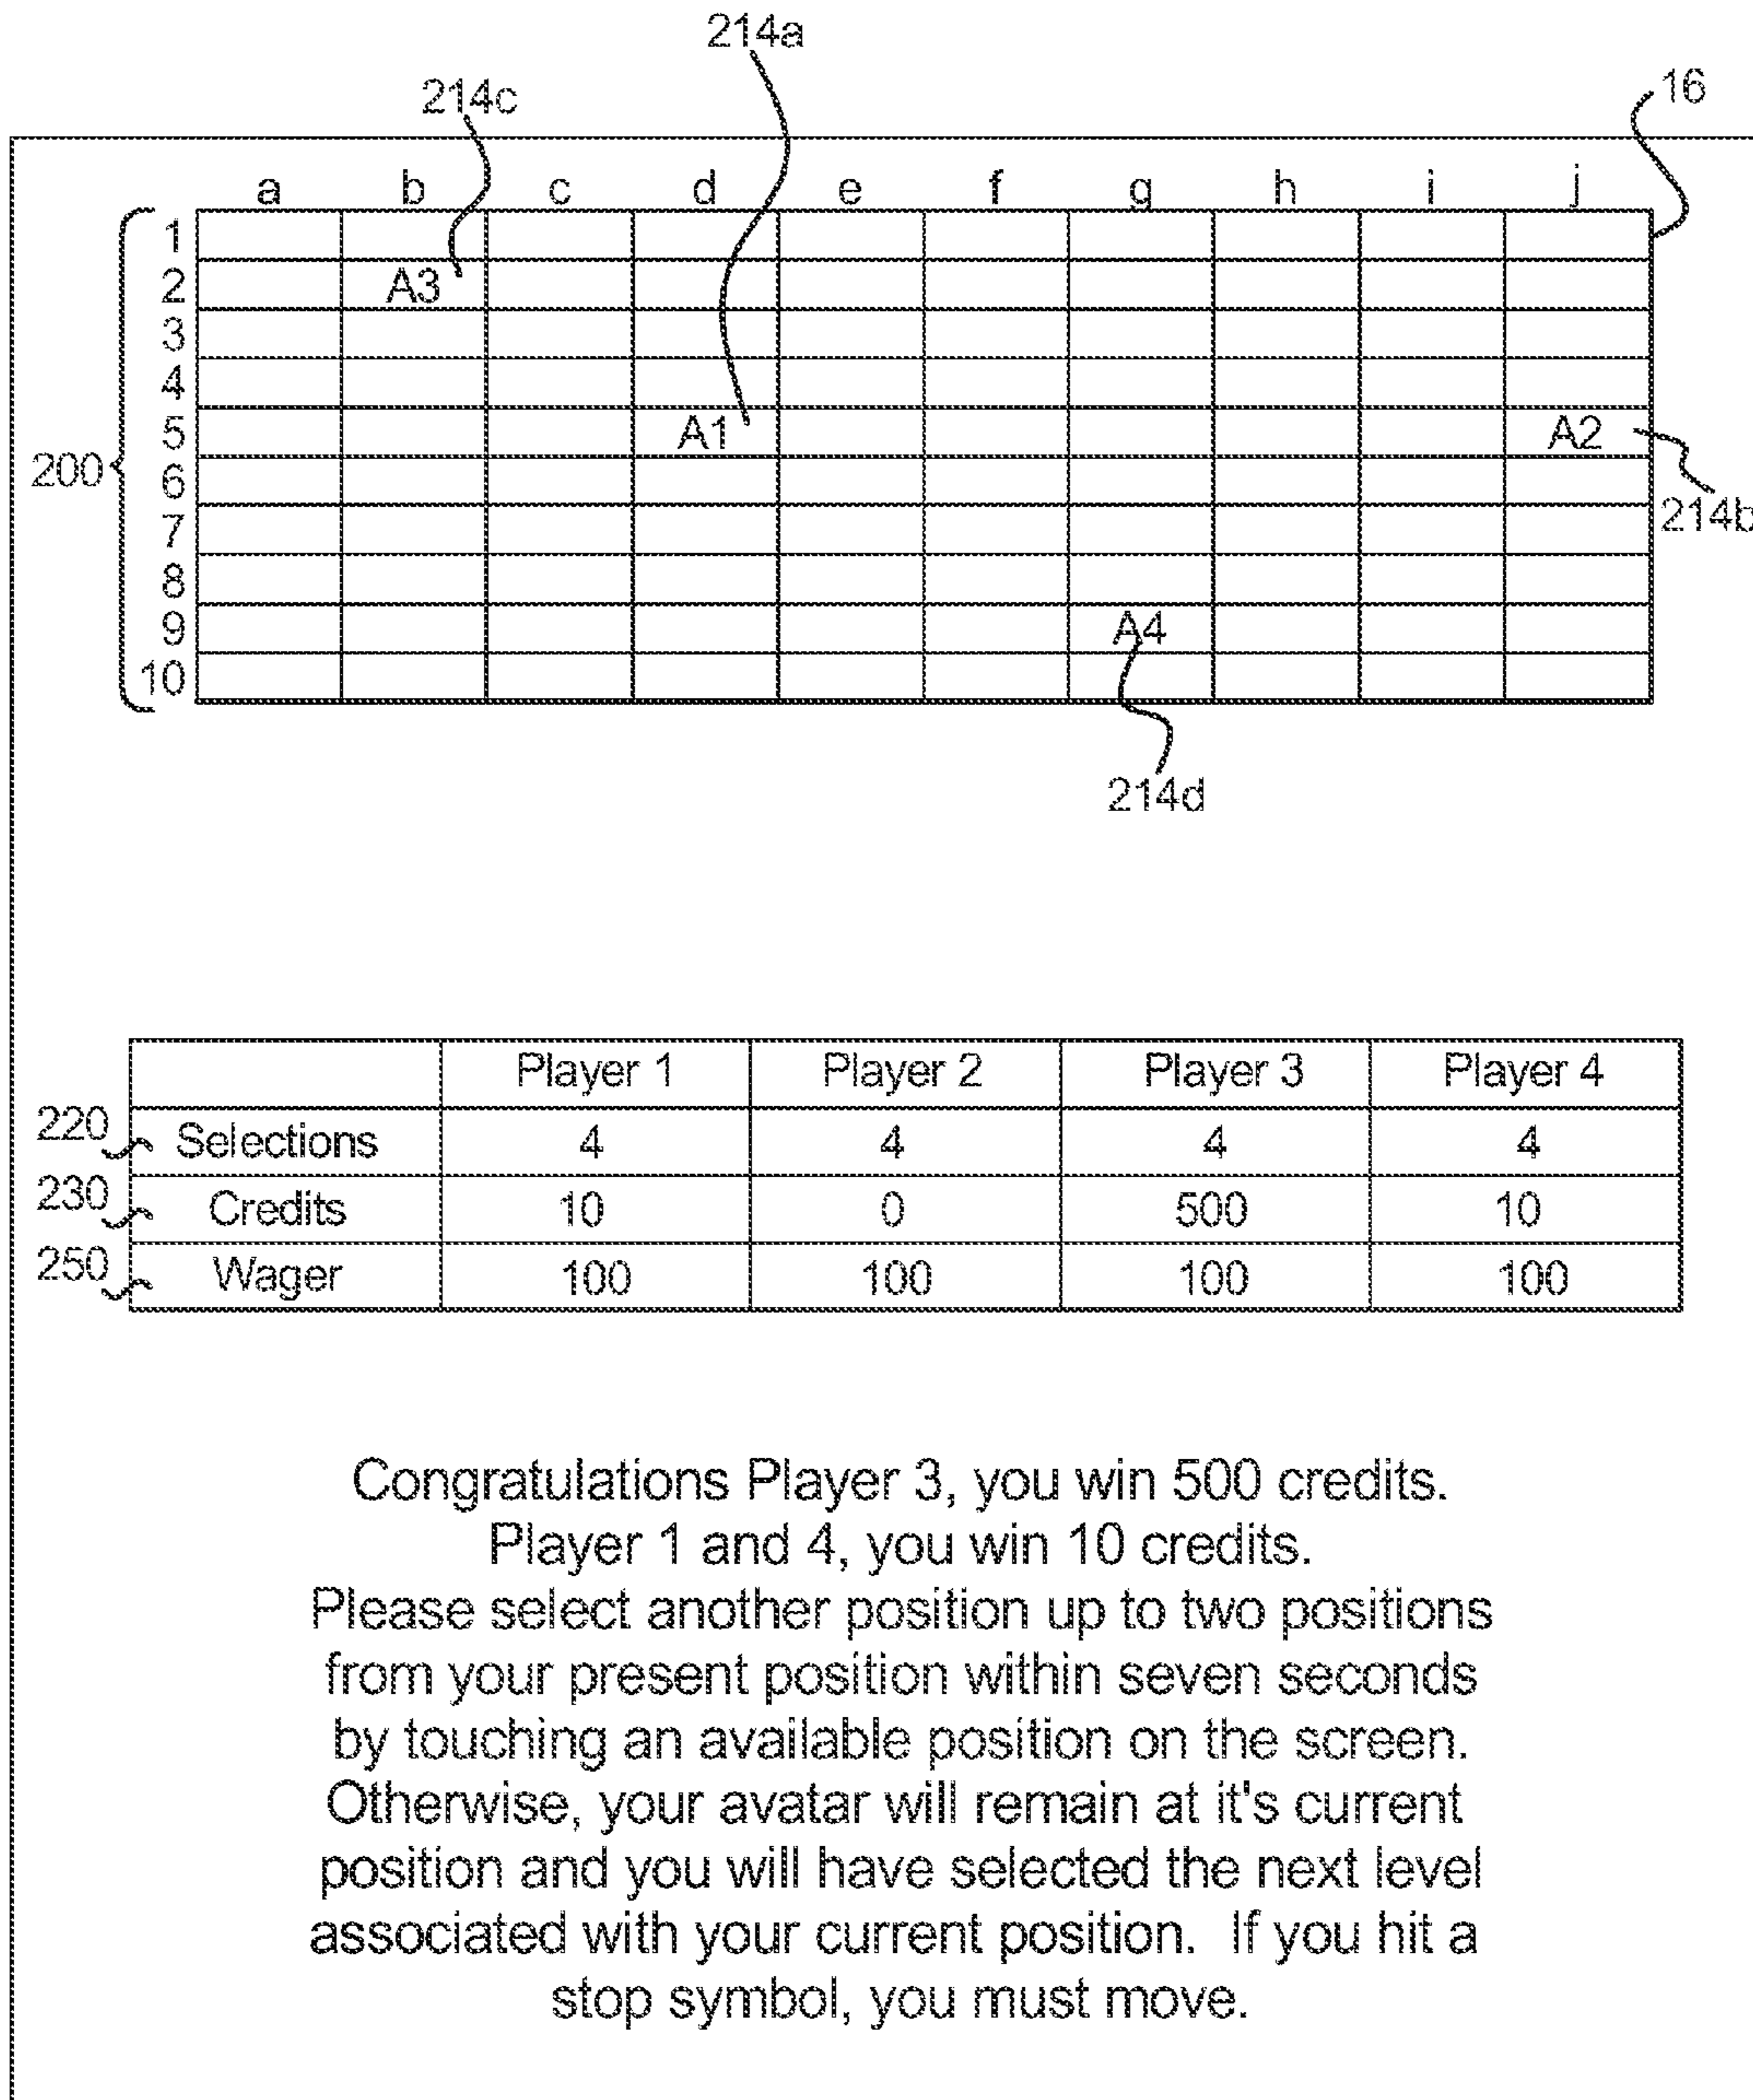 214a
214c
16
a b c d e f g h i j
1
2 A3
3
4
5 A1 A2
200
6
7
214b
8
9 A4
10
214d
Player 1 Player 2 Player 3 Player 4
220 Selections 4 4 4 4
230 Credits 10 0 500 10
250 Wager 100 100 100 100
Congratulations Player 3, you win 500 credits.
Player 1 and 4, you win 10 credits.
Please select another position up to two positions
from your present position within seven seconds
by touching an available position on the screen.
Otherwise, your avatar will remain at it's current
position and you will have selected the next level
associated with your current position. If you hit a
stop symbol, you must move.